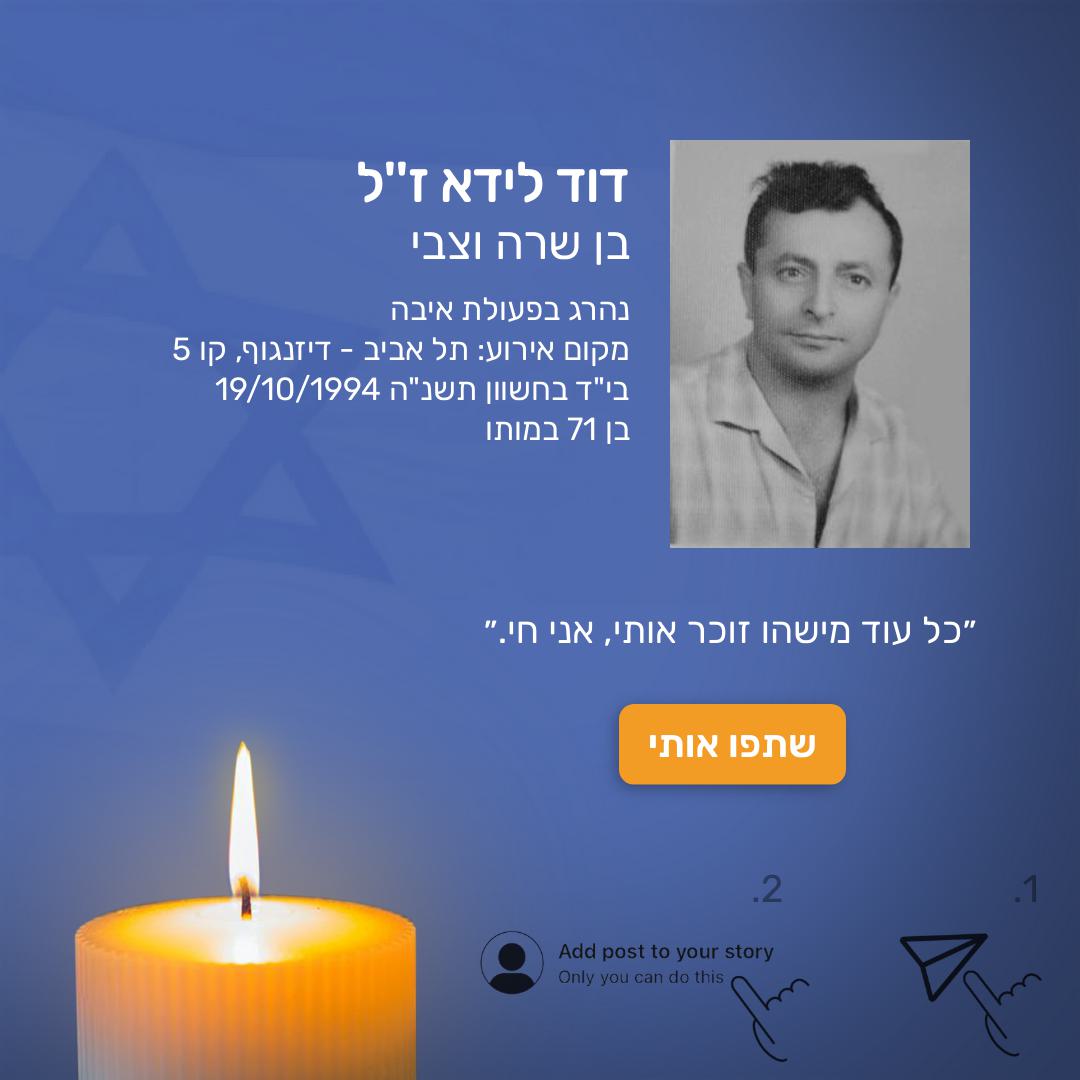 דוד לידא ז"ל
בן שרה וצבי
נהרג בפעולת איבה
מקום אירוע: תל אביב - דיזנגוף, קו 5
בי"ד בחשוון תשנ"ה 19/10/1994
בן 71 במותו
״כל עוד מישהו זוכר אותי, אני חי.״
שתפו אותי
.1
.2
Add post to your story
Only you can do this